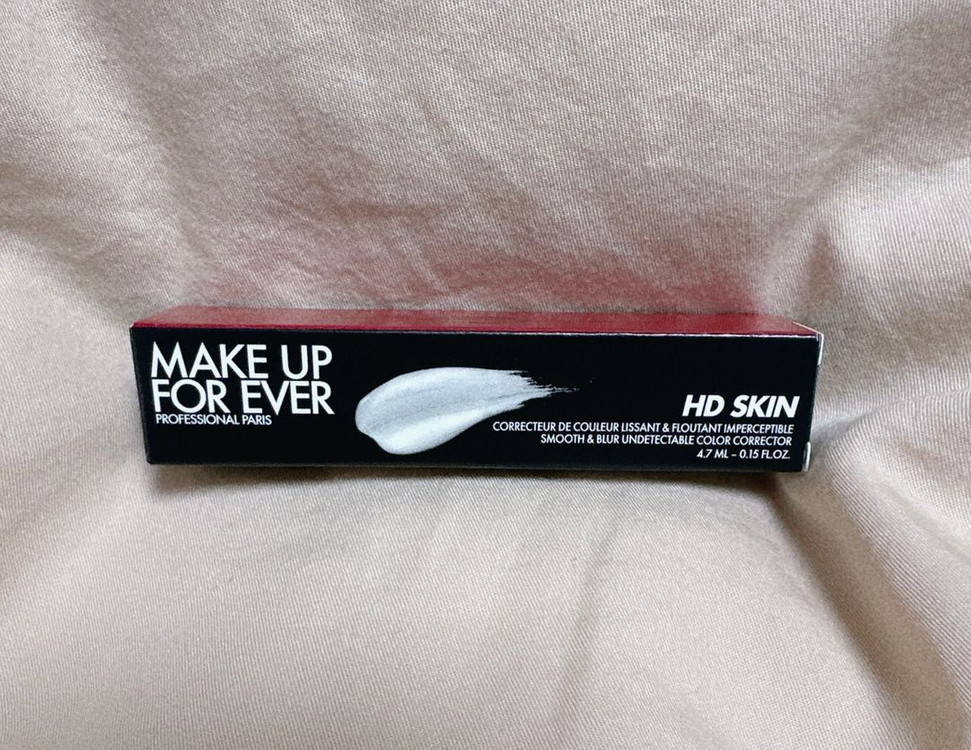 MAKE UP
FOR EVER
PROFESSIONAL PARIS
HD SKIN
CORRECTEUR DE COULEUR LISSANT & FLOUTANT IMPERCEPTIBLE
SMOOTH & BLUR UNDETECTABLE COLOR CORRECTOR
4.7 ML – 0.15 FL.OZ.